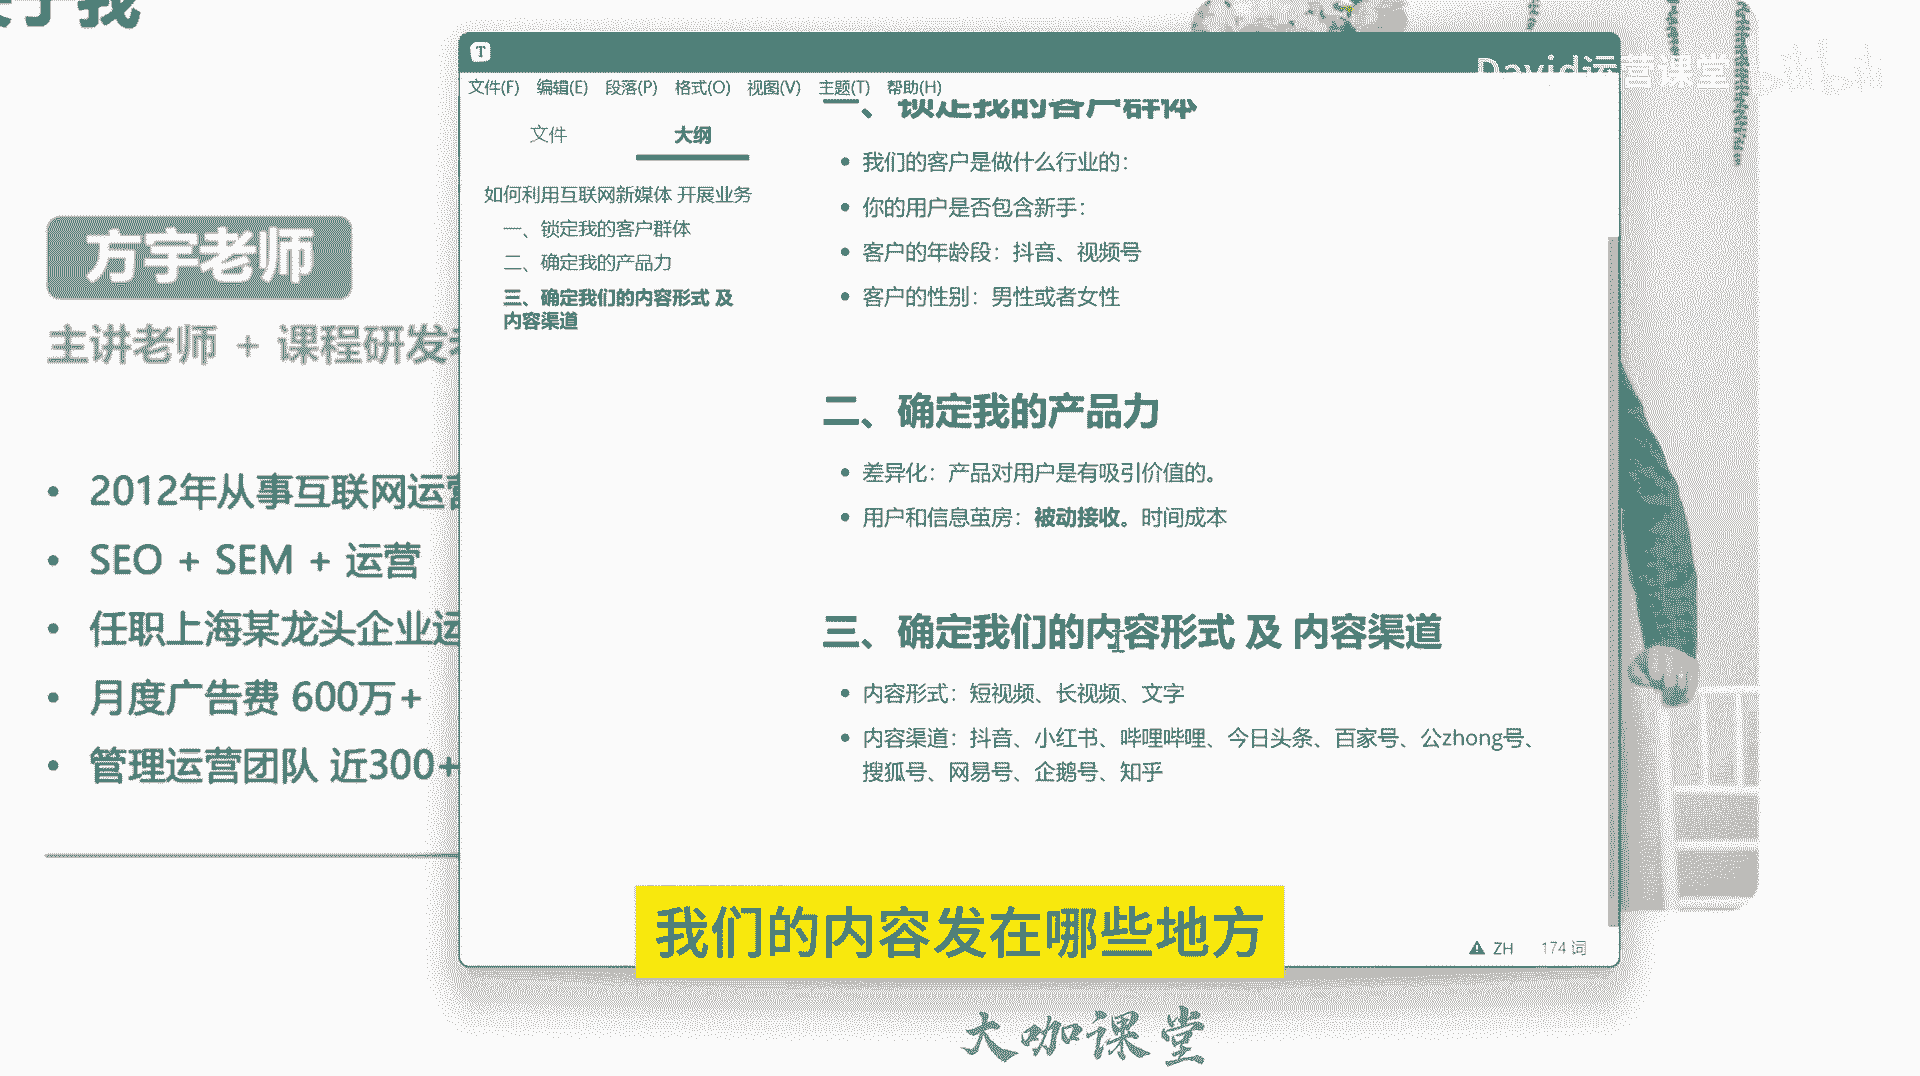 于我
David运营课堂
T
文件(F) 编辑(E) 段落(P) 格式(O) 视图(V) 主题(T) 帮助(H)
文件 大纲
如何利用互联网新媒体 开展业务
一、锁定我的客户群体
二、确定我的产品力
三、确定我们的内容形式 及
内容渠道
一、锁定我的客户群体
我们的客户是做什么行业的：
你的用户是否包含新手：
客户的年龄段：抖音、视频号
客户的性别：男性或者女性
二、确定我的产品力
差异化：产品对用户是有吸引价值的。
用户和信息茧房：被动接收。时间成本
三、确定我们的内容形式 及 内容渠道
内容形式：短视频、长视频、文字
内容渠道：抖音、小红书、哔哩哔哩、今日头条、百家号、公zhong号、
搜狐号、网易号、企鹅号、知乎
ZH 174 词
方宇老师
主讲老师 + 课程研发
2012年从事互联网运营
SEO + SEM + 运营
任职上海某龙头企业运
月度广告费 600万+
管理运营团队 近300+
我们的内容发在哪些地方
大咖课堂